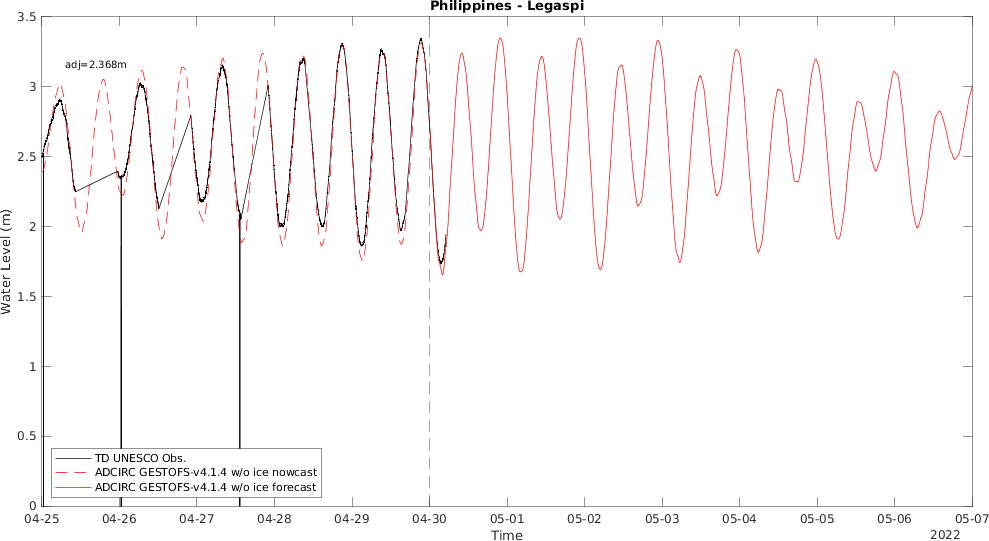 Philippines - Legaspi
3.5
adj=2.368m
3
2.5
2
Water Level (m)
1.5
1
0.5
TD UNESCO Obs.
ADCIRC GESTOFS-v4.1.4 w/o ice nowcast
ADCIRC GESTOFS-v4.1.4 w/o ice forecast
0
04-25 04-26 04-27 04-28 04-29 04-30 05-01 05-02 05-03 05-04 05-05 05-06 05-07
Time
2022